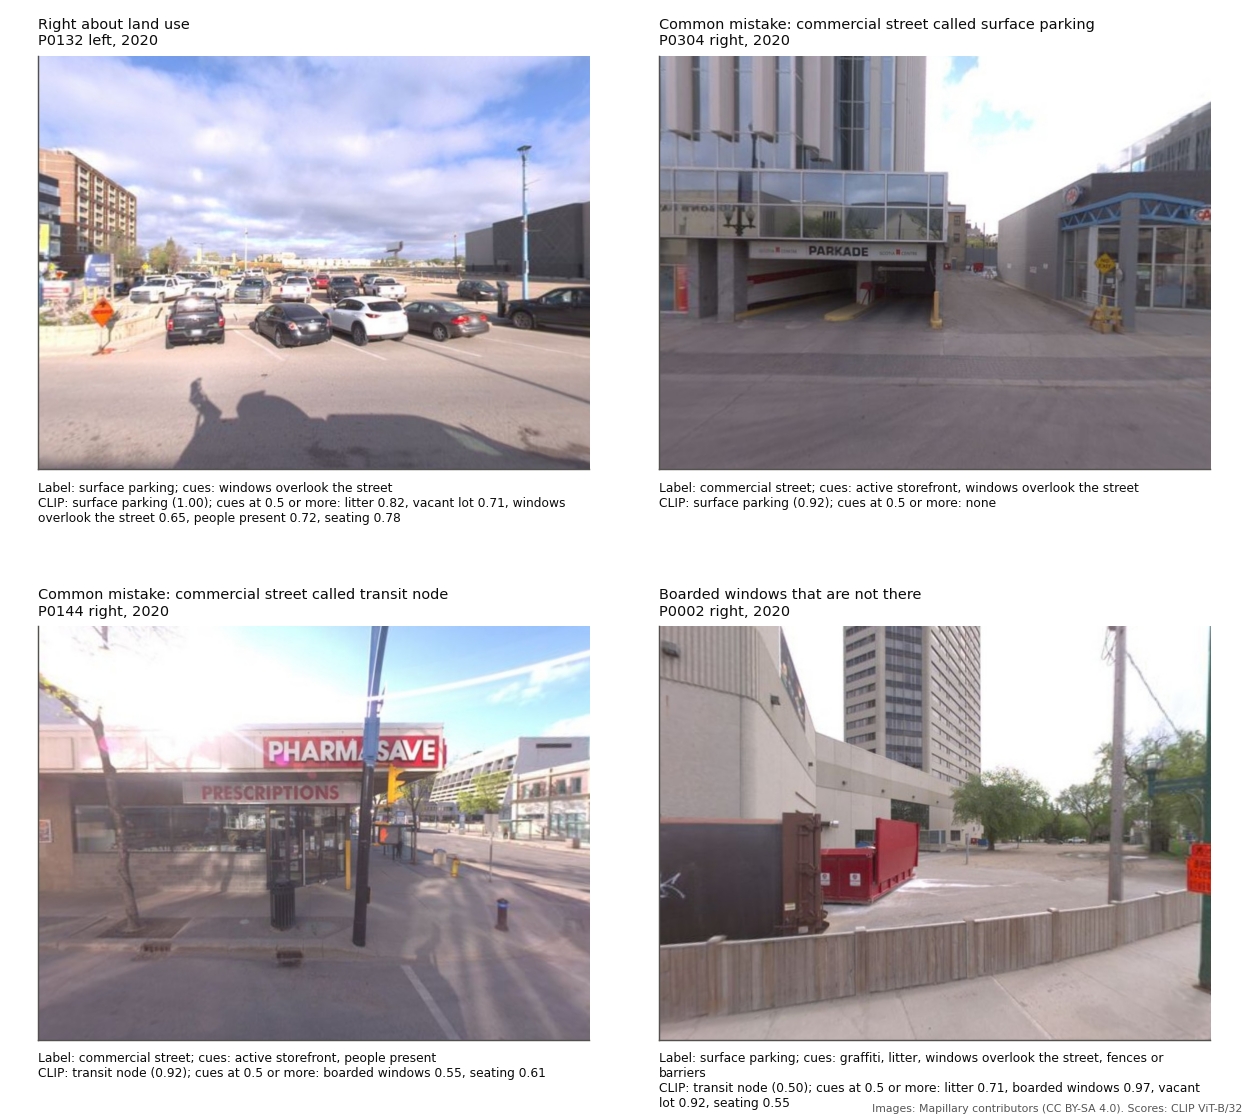 Right about land use
P0132 left, 2020
Label: surface parking; cues: windows overlook the street
CLIP: surface parking (1.00); cues at 0.5 or more: litter 0.82, vacant lot 0.71, windows
overlook the street 0.65, people present 0.72, seating 0.78
Common mistake: commercial street called surface parking
P0304 right, 2020
PARKADE
Label: commercial street; cues: active storefront, windows overlook the street
CLIP: surface parking (0.92); cues at 0.5 or more: none
Common mistake: commercial street called transit node
P0144 right, 2020
PHARMASAVE
PRESCRIPTIONS
Label: commercial street; cues: active storefront, people present
CLIP: transit node (0.92); cues at 0.5 or more: boarded windows 0.55, seating 0.61
Boarded windows that are not there
P0002 right, 2020
Label: surface parking; cues: graffiti, litter, windows overlook the street, fences or
barriers
CLIP: transit node (0.50); cues at 0.5 or more: litter 0.71, boarded windows 0.97, vacant
lot 0.92, seating 0.55
Images: Mapillary contributors (CC BY-SA 4.0). Scores: CLIP ViT-B/32